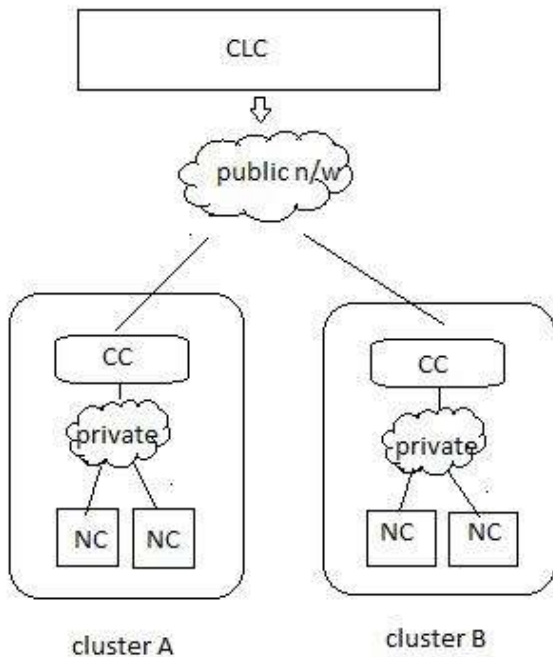 CLC
public n/w
CC
private
NC NC
cluster A
CC
private
NC NC
cluster B